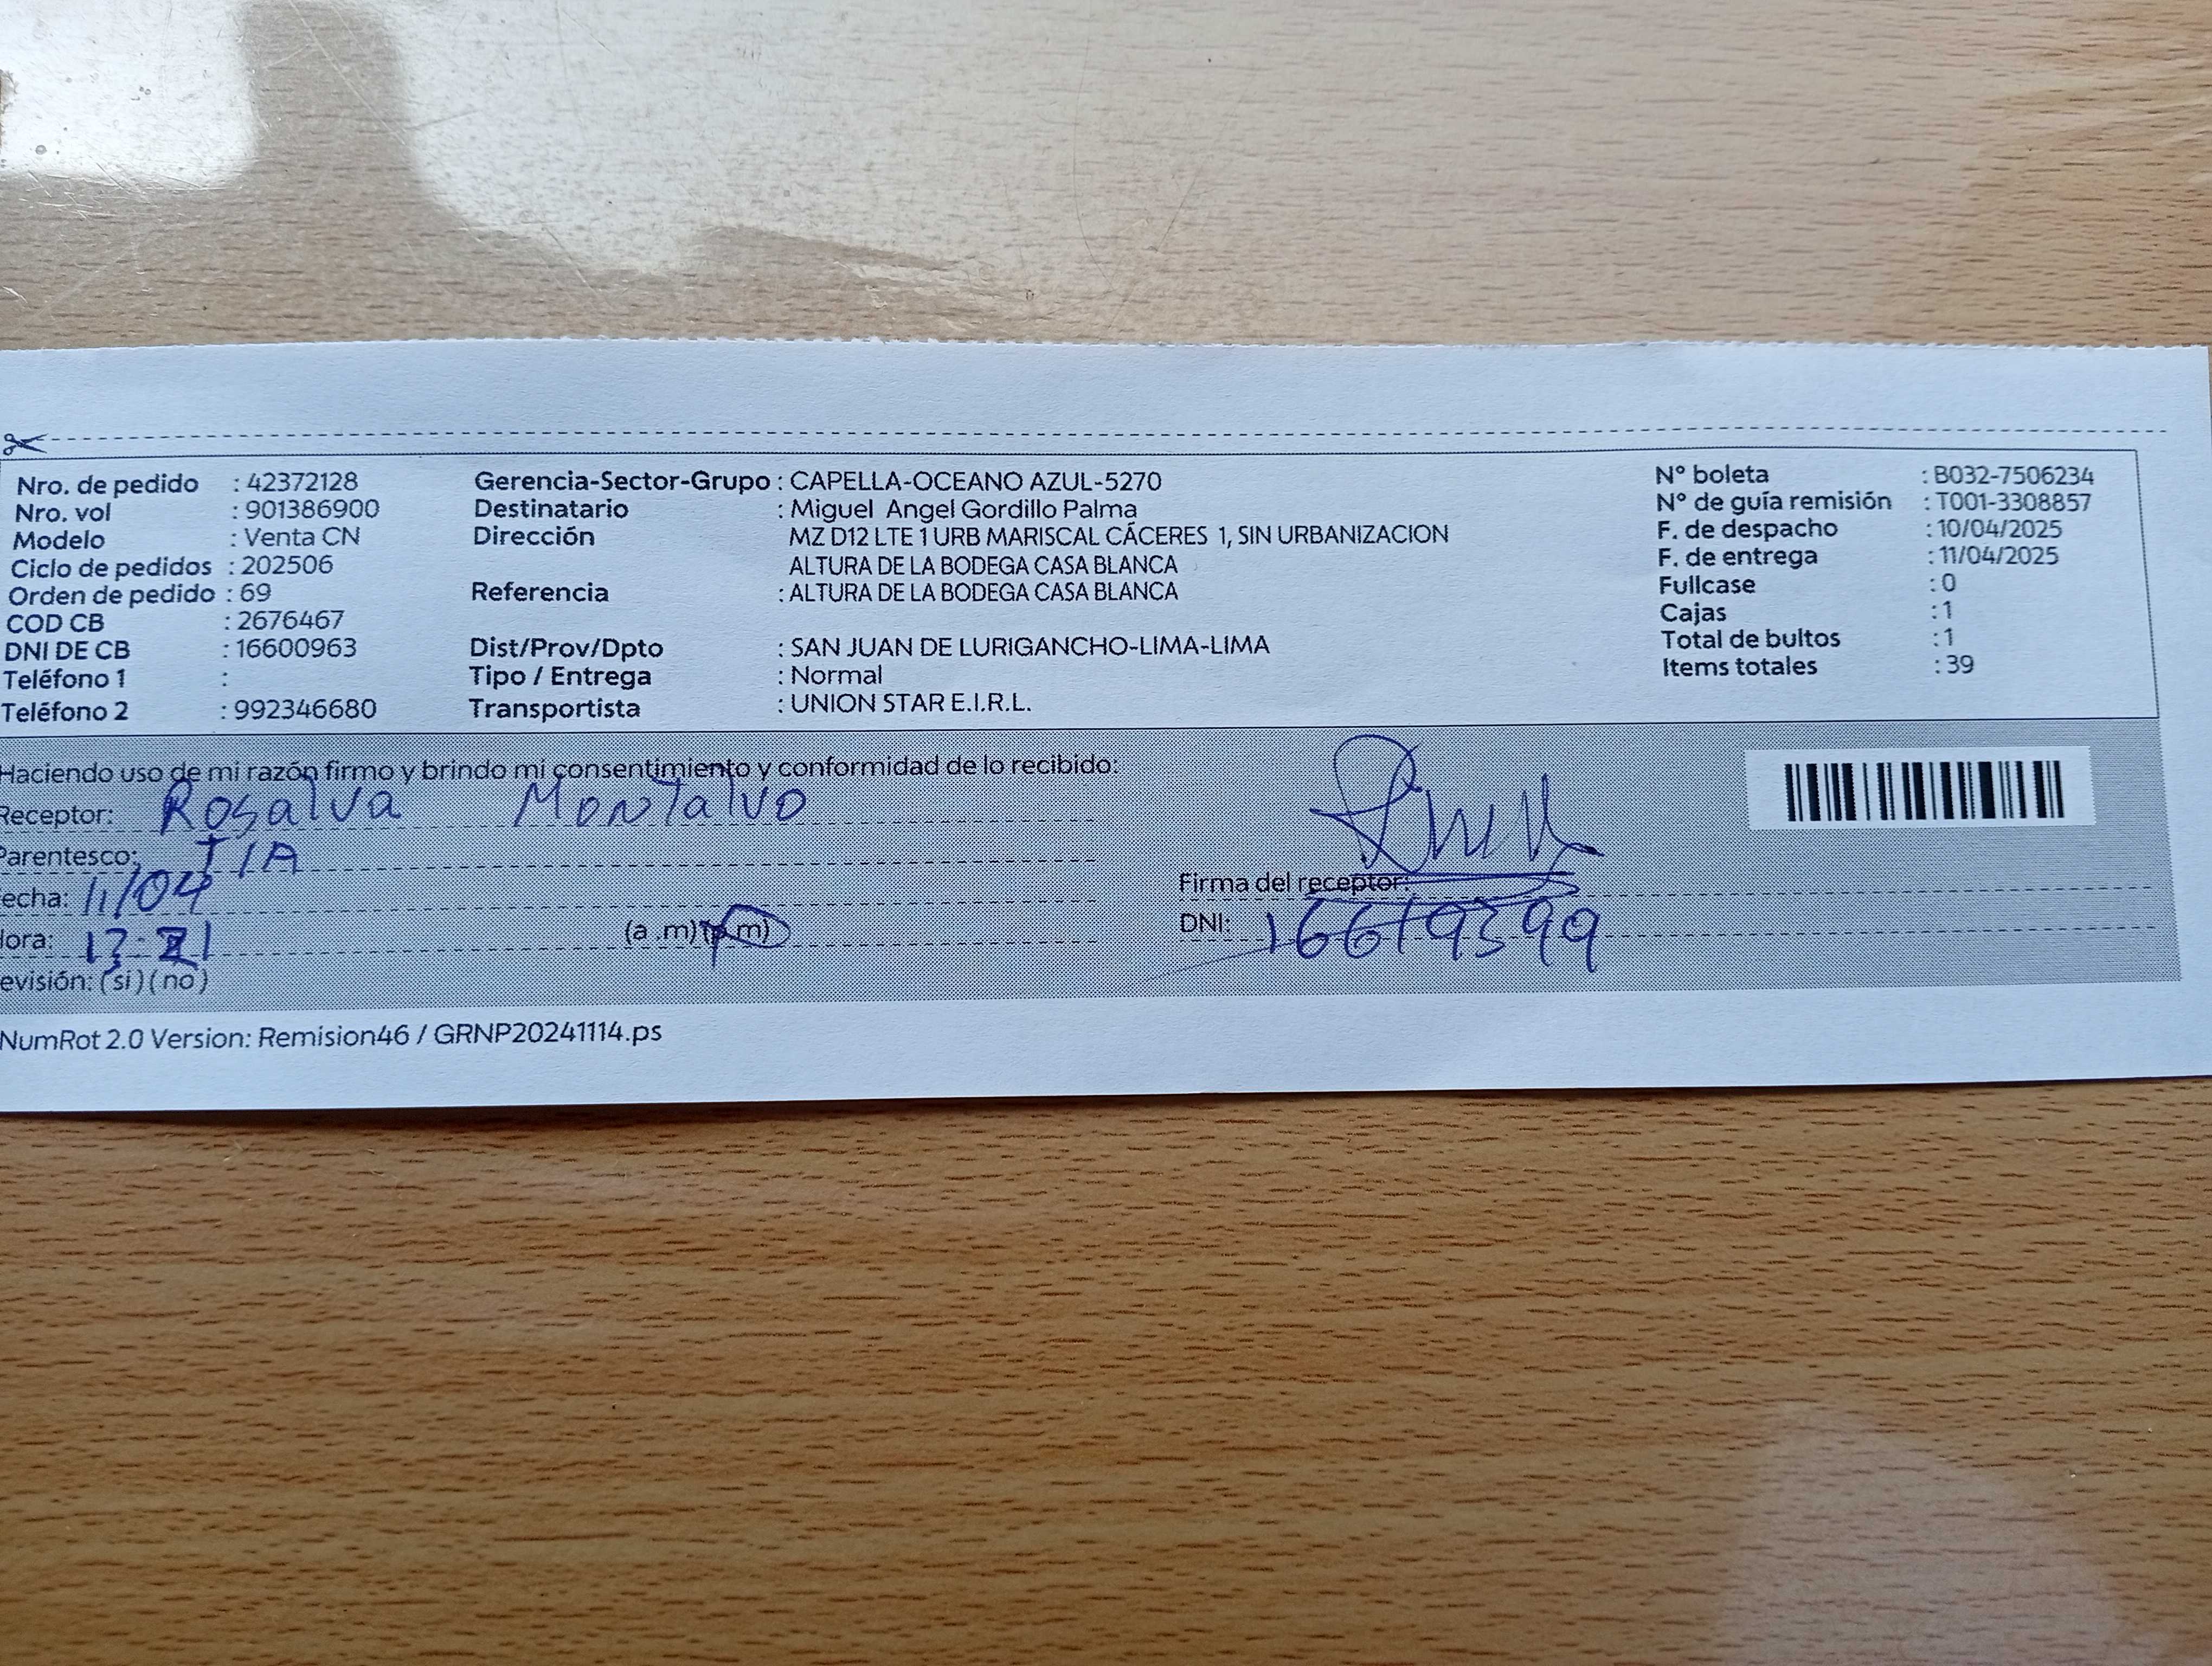 Nro. de pedido : 42372128 Gerencia-Sector-Grupo : CAPELLA-OCEANO AZUL-5270 N° boleta : B032-7506234
Nro. vol : 901386900 Destinatario : Miguel Angel Gordillo Palma N° de guía remisión : T001-3308857
Modelo : Venta CN Dirección MZ D12 LTE 1 URB MARISCAL CÁCERES 1, SIN URBANIZACION F. de despacho : 10/04/2025
Ciclo de pedidos : 202506 ALTURA DE LA BODEGA CASA BLANCA F. de entrega : 11/04/2025
Orden de pedido : 69 Referencia : ALTURA DE LA BODEGA CASA BLANCA Fullcase : 0
COD CB : 2676467 Cajas : 1
DNI DE CB : 16600963 Dist/Prov/Dpto : SAN JUAN DE LURIGANCHO-LIMA-LIMA Total de bultos : 1
Teléfono 1 : Tipo / Entrega : Normal Items totales : 39
Teléfono 2 : 992346680 Transportista : UNION STAR E.I.R.L.
Haciendo uso de mi razón firmo y brindo mi consentimiento y conformidad de lo recibido:
Receptor: Rosalva Montalvo
Parentesco: TIA
echa: 11/04 Firma del receptor:
lora: (a .m)(p.m) DNI: 16619399
evisión: (si)(no)
NumRot 2.0 Version: Remision46 / GRNP20241114.ps